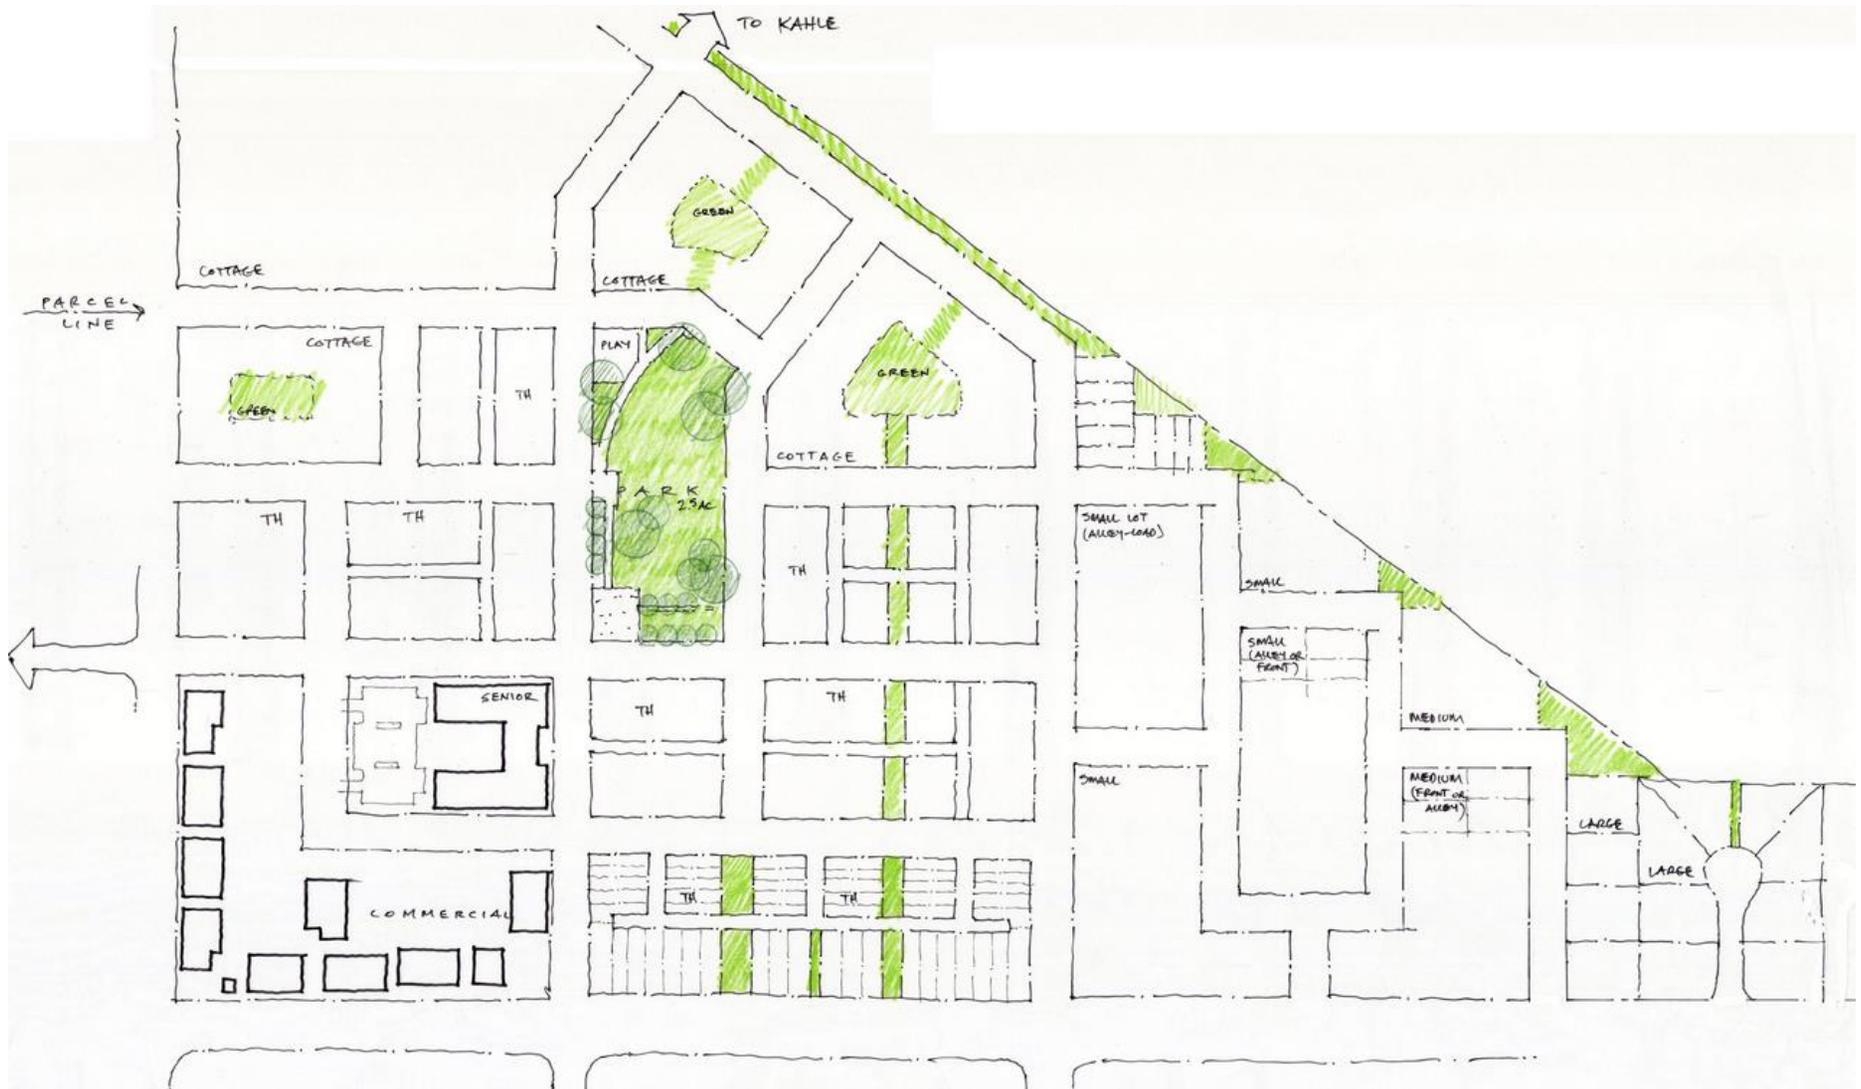 TO KAHLE
GREEN
COTTAGE
COTTAGE
PARCEL
LINE
COTTAGE
PLAY
GREEN
TH
GREEN
COTTAGE
PARK
2.5 AC
TH
TH
SMALL LOT
(ALLEY-LOAD)
TH
SMALL
SMALL
(ALLEY OR
FRONT)
SENIOR
TH
TH
MEDIUM
SMALL
MEDIUM
(FRONT OR
ALLEY)
LARGE
LARGE
TH
TH
COMMERCIAL